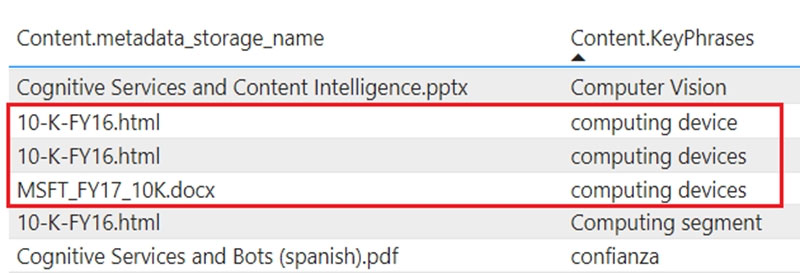 Content.metadata_storage_name Content.KeyPhrases
Cognitive Services and Content Intelligence.pptx Computer Vision
10-K-FY16.html computing device
10-K-FY16.html computing devices
MSFT_FY17_10K.docx computing devices
10-K-FY16.html Computing segment
Cognitive Services and Bots (spanish).pdf confianza